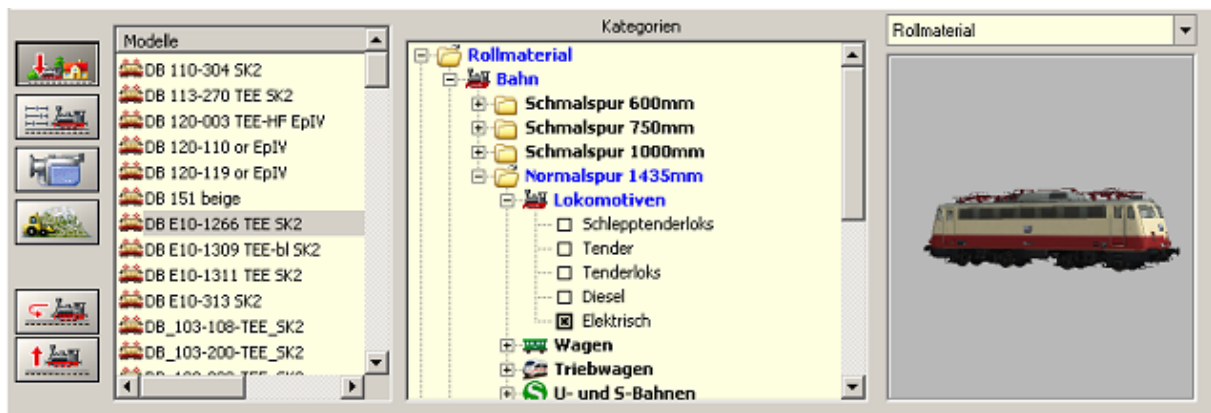 Modelle
DB 110-304 SK2
DB 113-270 TEE SK2
DB 120-003 TEE-HF EpIV
DB 120-110 or EpIV
DB 120-119 or EpIV
DB 151 beige
DB E10-1266 TEE SK2
DB E10-1309 TEE-bl SK2
DB E10-1311 TEE SK2
DB E10-313 SK2
DB_103-108-TEE_SK2
DB_103-200-TEE_SK2
Kategorien
Rollmaterial
Bahn
Schmalspur 600mm
Schmalspur 750mm
Schmalspur 1000mm
Normalspur 1435mm
Lokomotiven
Schlepptenderloks
Tender
Tenderloks
Diesel
Elektrisch
Wagen
Triebwagen
U- und S-Bahnen
Rollmaterial